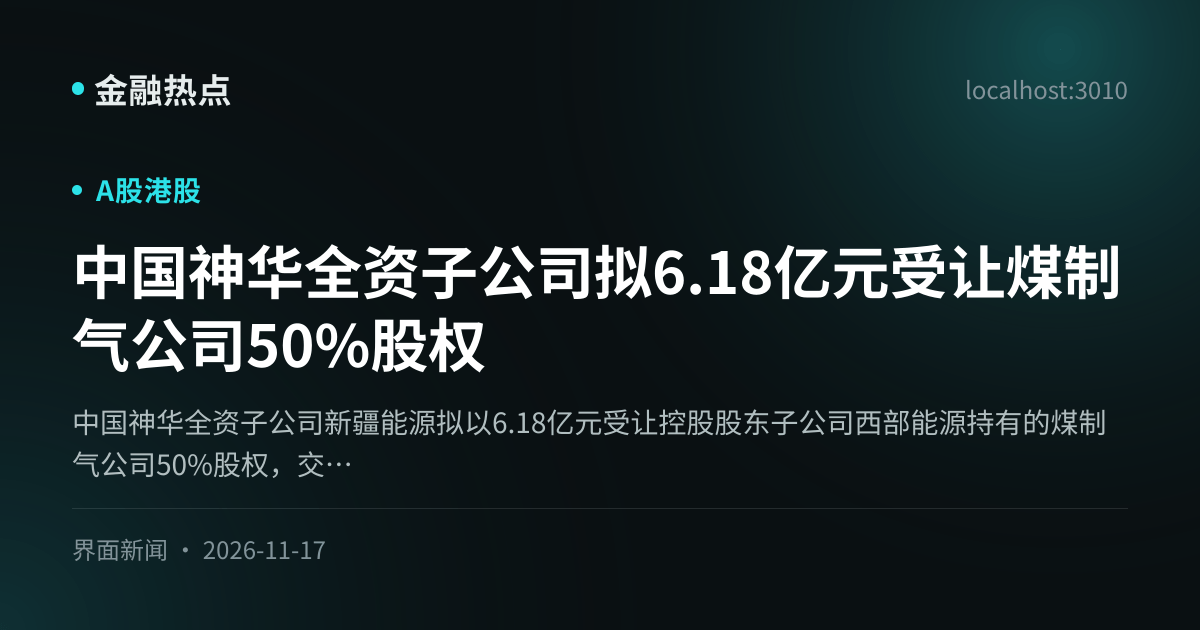 金融热点
localhost:3010
A股港股
中国神华全资子公司拟6.18亿元受让煤制
气公司50%股权
中国神华全资子公司新疆能源拟以6.18亿元受让控股股东子公司西部能源持有的煤制
气公司50%股权，交…
界面新闻 · 2026-11-17